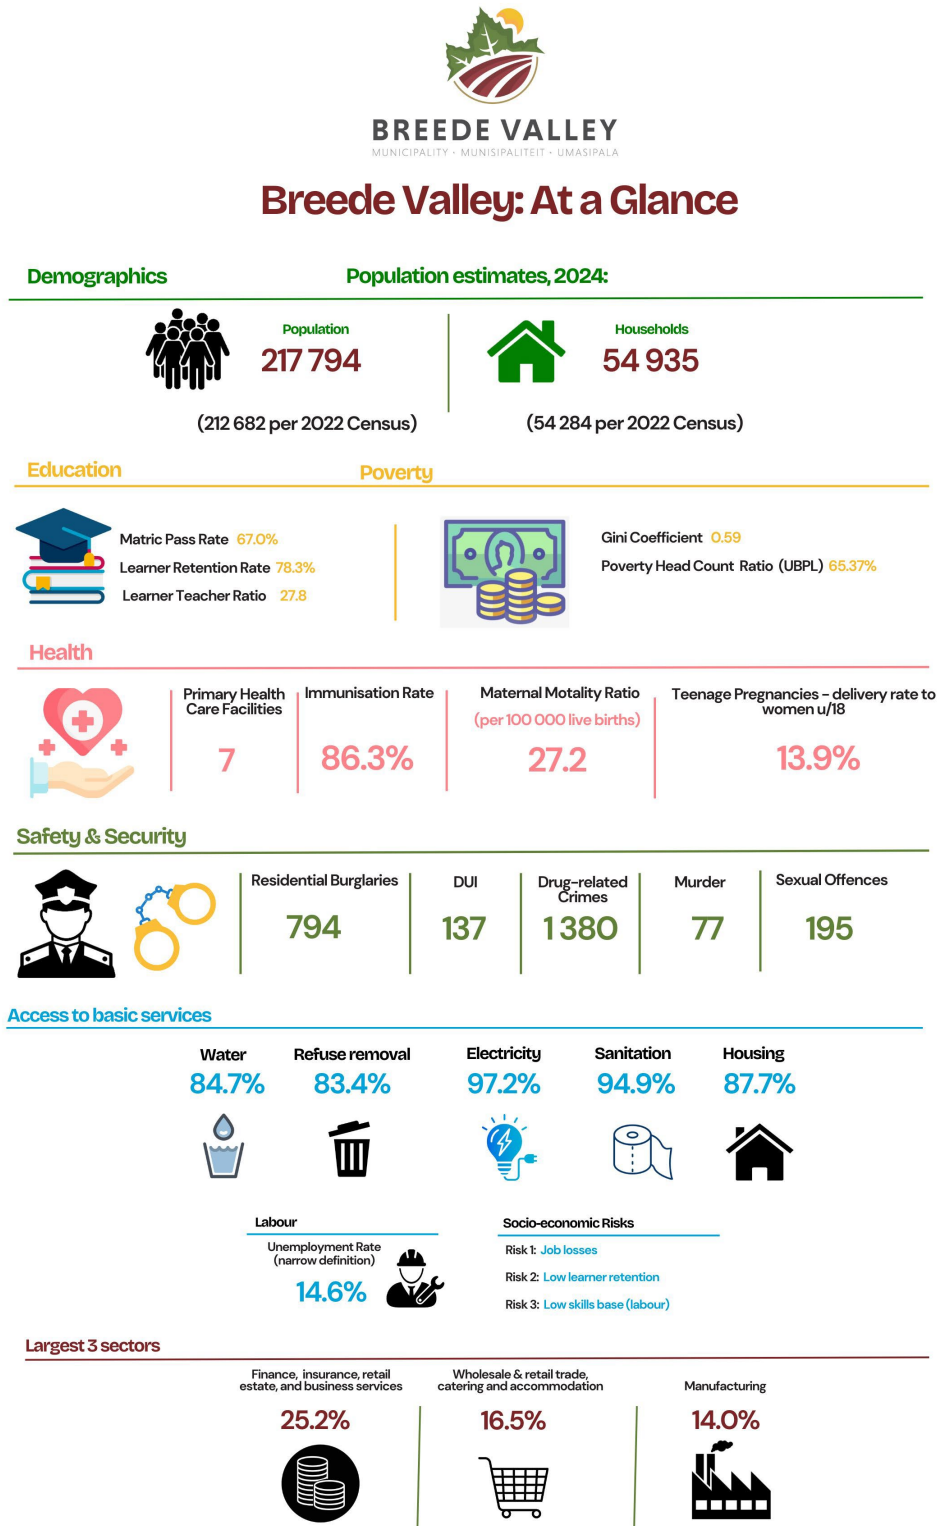 BREEDE VALLEY
MUNICIPALITY · MUNISIPALITEIT · UMASIPALA
Breede Valley: At a Glance
Demographics
Population estimates, 2024:
Population
217 794
(212 682 per 2022 Census)
Households
54 935
(54 284 per 2022 Census)
Education
Poverty
Matric Pass Rate 67.0%
Learner Retention Rate 78.3%
Learner Teacher Ratio 27.8
Gini Coefficient 0.59
Poverty Head Count Ratio (UBPL) 65.37%
Health
Primary Health
Care Facilities
7
Immunisation Rate
86.3%
Maternal Motality Ratio
(per 100 000 live births)
27.2
Teenage Pregnancies – delivery rate to
women u/18
13.9%
Safety & Security
Residential Burglaries
794
DUI
137
Drug-related
Crimes
1 380
Murder
77
Sexual Offences
195
Access to basic services
Water
84.7%
Refuse removal
83.4%
Electricity
97.2%
Sanitation
94.9%
Housing
87.7%
Labour
Unemployment Rate
(narrow definition)
14.6%
Socio-economic Risks
Risk 1: Job losses
Risk 2: Low learner retention
Risk 3: Low skills base (labour)
Largest 3 sectors
Finance, insurance, retail
estate, and business services
25.2%
Wholesale & retail trade,
catering and accommodation
16.5%
Manufacturing
14.0%